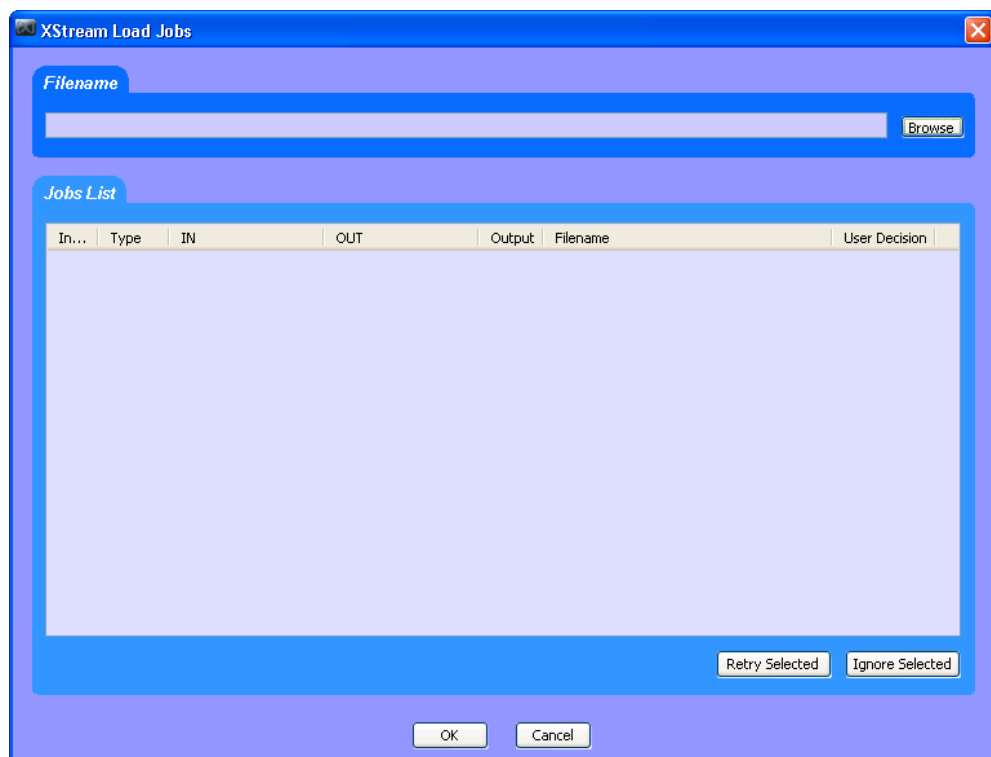 XStream Load Jobs
Filename
Browse
Jobs List
In... Type IN OUT Output Filename User Decision
Retry Selected Ignore Selected
OK Cancel